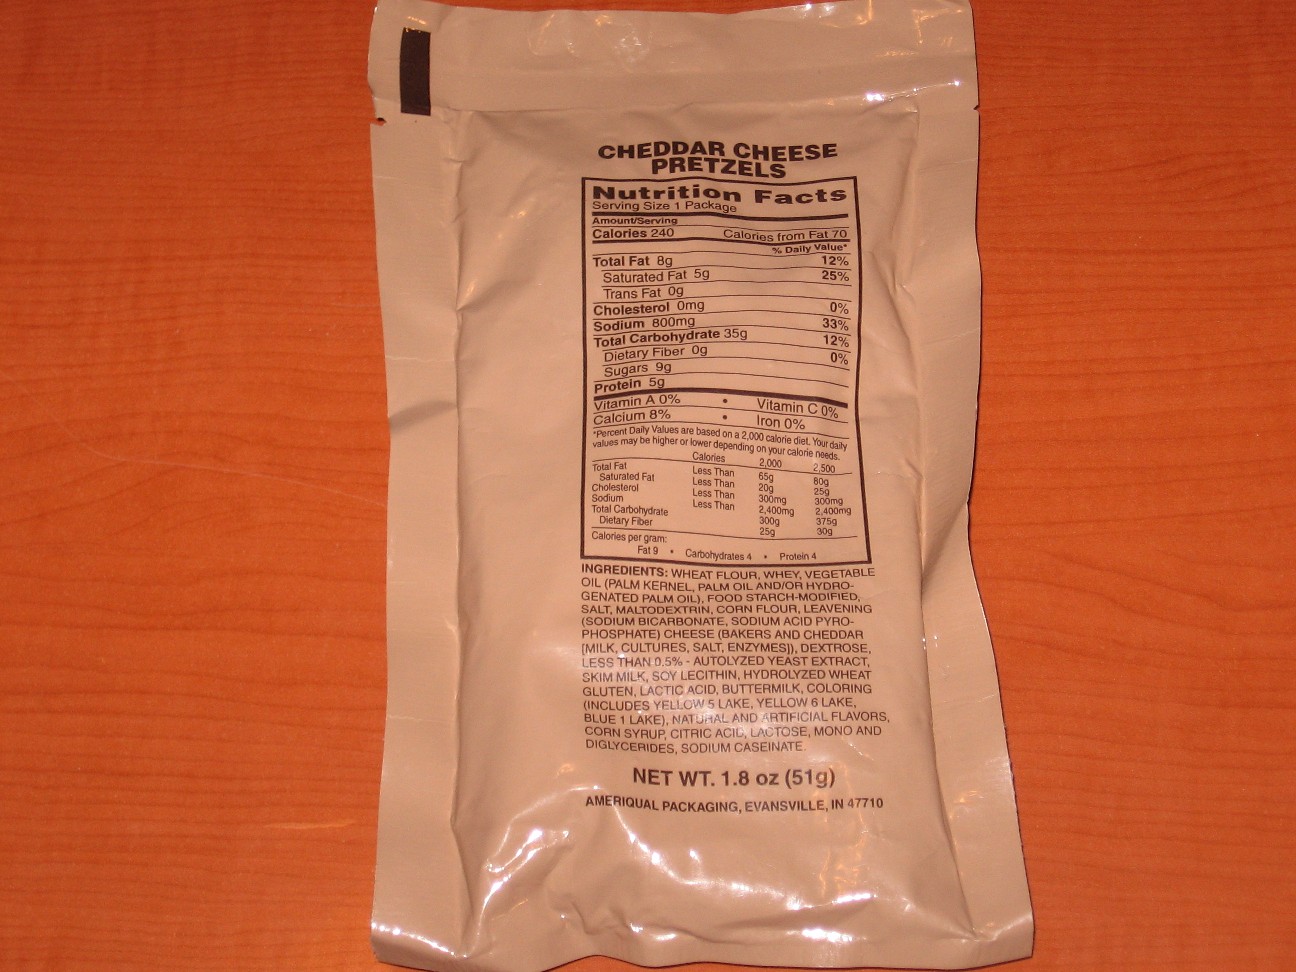 CHEDDAR CHEESE
PRETZELS
Nutrition Facts
Serving Size 1 Package
Amount/Serving
Calories 240 Calories from Fat 70
% Daily Value*
Total Fat 8g 12%
Saturated Fat 5g 25%
Trans Fat 0g
Cholesterol 0mg 0%
Sodium 800mg 33%
Total Carbohydrate 35g 12%
Dietary Fiber 0g 0%
Sugars 9g
Protein 5g
Vitamin A 0% • Vitamin C 0%
Calcium 8% • Iron 0%
*Percent Daily Values are based on a 2,000 calorie diet. Your daily
values may be higher or lower depending on your calorie needs.
Calories 2,000 2,500
Total Fat Less Than 65g 80g
Saturated Fat Less Than 20g 25g
Cholesterol Less Than 300mg 300mg
Sodium Less Than 2,400mg 2,400mg
Total Carbohydrate 300g 375g
Dietary Fiber 25g 30g
Calories per gram:
Fat 9 • Carbohydrates 4 • Protein 4
INGREDIENTS: WHEAT FLOUR, WHEY, VEGETABLE
OIL (PALM KERNEL, PALM OIL AND/OR HYDRO-
GENATED PALM OIL), FOOD STARCH-MODIFIED,
SALT, MALTODEXTRIN, CORN FLOUR, LEAVENING
(SODIUM BICARBONATE, SODIUM ACID PYRO-
PHOSPHATE) CHEESE (BAKERS AND CHEDDAR
[MILK, CULTURES, SALT, ENZYMES]), DEXTROSE,
LESS THAN 0.5% - AUTOLYZED YEAST EXTRACT,
SKIM MILK, SOY LECITHIN, HYDROLYZED WHEAT
GLUTEN, LACTIC ACID, BUTTERMILK, COLORING
(INCLUDES YELLOW 5 LAKE, YELLOW 6 LAKE,
BLUE 1 LAKE), NATURAL AND ARTIFICIAL FLAVORS,
CORN SYRUP, CITRIC ACID, LACTOSE, MONO AND
DIGLYCERIDES, SODIUM CASEINATE.
NET WT. 1.8 oz (51g)
AMERIQUAL PACKAGING, EVANSVILLE, IN 47710